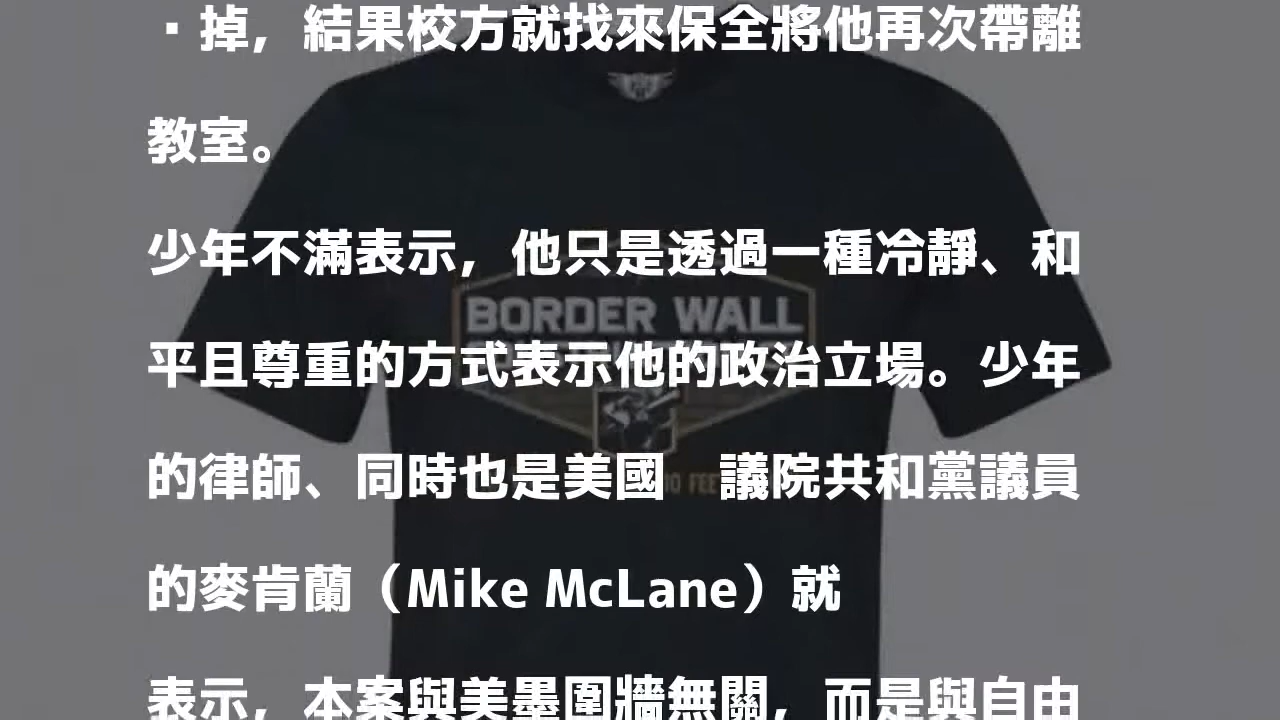 ▪掉，結果校方就找來保全將他再次帶離
教室。
少年不滿表示，他只是透過一種冷靜、和
BORDER WALL
平且尊重的方式表示他的政治立場。少年
的律師、同時也是美國　議院共和黨議員
FEE
的麥肯蘭（Mike McLane）就
表示，本案與美墨圍牆無關，而是與自由